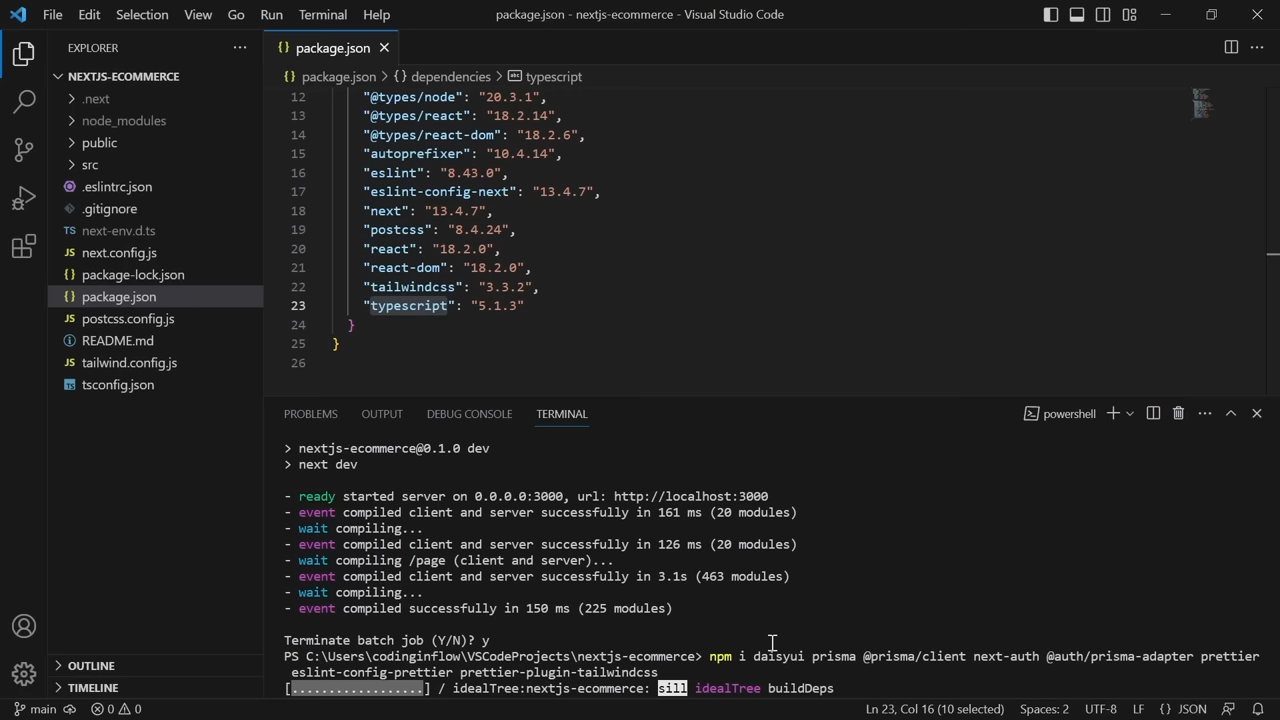 File Edit Selection View Go Run Terminal Help package.json - nextjs-ecommerce - Visual Studio Code
EXPLORER
NEXTJS-ECOMMERCE
.next
node_modules
public
src
.eslintrc.json
.gitignore
TS next-env.d.ts
JS next.config.js
{} package-lock.json
{} package.json
JS postcss.config.js
README.md
JS tailwind.config.js
TS tsconfig.json
OUTLINE
TIMELINE
{} package.json
{} package.json > {} dependencies > abc typescript
12 "@types/node": "20.3.1",
13 "@types/react": "18.2.14",
14 "@types/react-dom": "18.2.6",
15 "autoprefixer": "10.4.14",
16 "eslint": "8.43.0",
17 "eslint-config-next": "13.4.7",
18 "next": "13.4.7",
19 "postcss": "8.4.24",
20 "react": "18.2.0",
21 "react-dom": "18.2.0",
22 "tailwindcss": "3.3.2",
23 "typescript": "5.1.3"
24 }
25 }
26
PROBLEMS OUTPUT DEBUG CONSOLE TERMINAL powershell
> nextjs-ecommerce@0.1.0 dev
> next dev
- ready started server on 0.0.0.0:3000, url: http://localhost:3000
- event compiled client and server successfully in 161 ms (20 modules)
- wait compiling...
- event compiled client and server successfully in 126 ms (20 modules)
- wait compiling /page (client and server)...
- event compiled client and server successfully in 3.1s (463 modules)
- wait compiling...
- event compiled successfully in 150 ms (225 modules)
Terminate batch job (Y/N)? y
PS C:\Users\codinginflow\VSCodeProjects\nextjs-ecommerce> npm i daisyui prisma @prisma/client next-auth @auth/prisma-adapter prettier
eslint-config-prettier prettier-plugin-tailwindcss
[..................] / idealTree:nextjs-ecommerce: sill idealTree buildDeps
main 0 0 Ln 23, Col 16 (10 selected) Spaces: 2 UTF-8 LF {} JSON